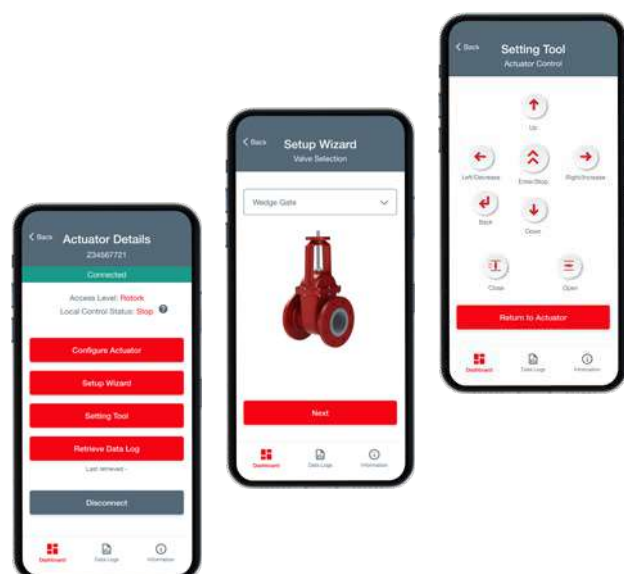 Back
Actuator Details
234567721
Connected
Access Level: Rotork
Local Control Status: Stop
Configure Actuator
Setup Wizard
Setting Tool
Retrieve Data Log
Last retrieved -
Disconnect
Dashboard
Data Logs
Information
Back
Setup Wizard
Valve Selection
Wedge Gate
Next
Dashboard
Data Logs
Information
Back
Setting Tool
Actuator Control
Up
Left/Decrease
Enter/Stop
Right/Increase
Back
Down
Close
Open
Return to Actuator
Dashboard
Data Logs
Information